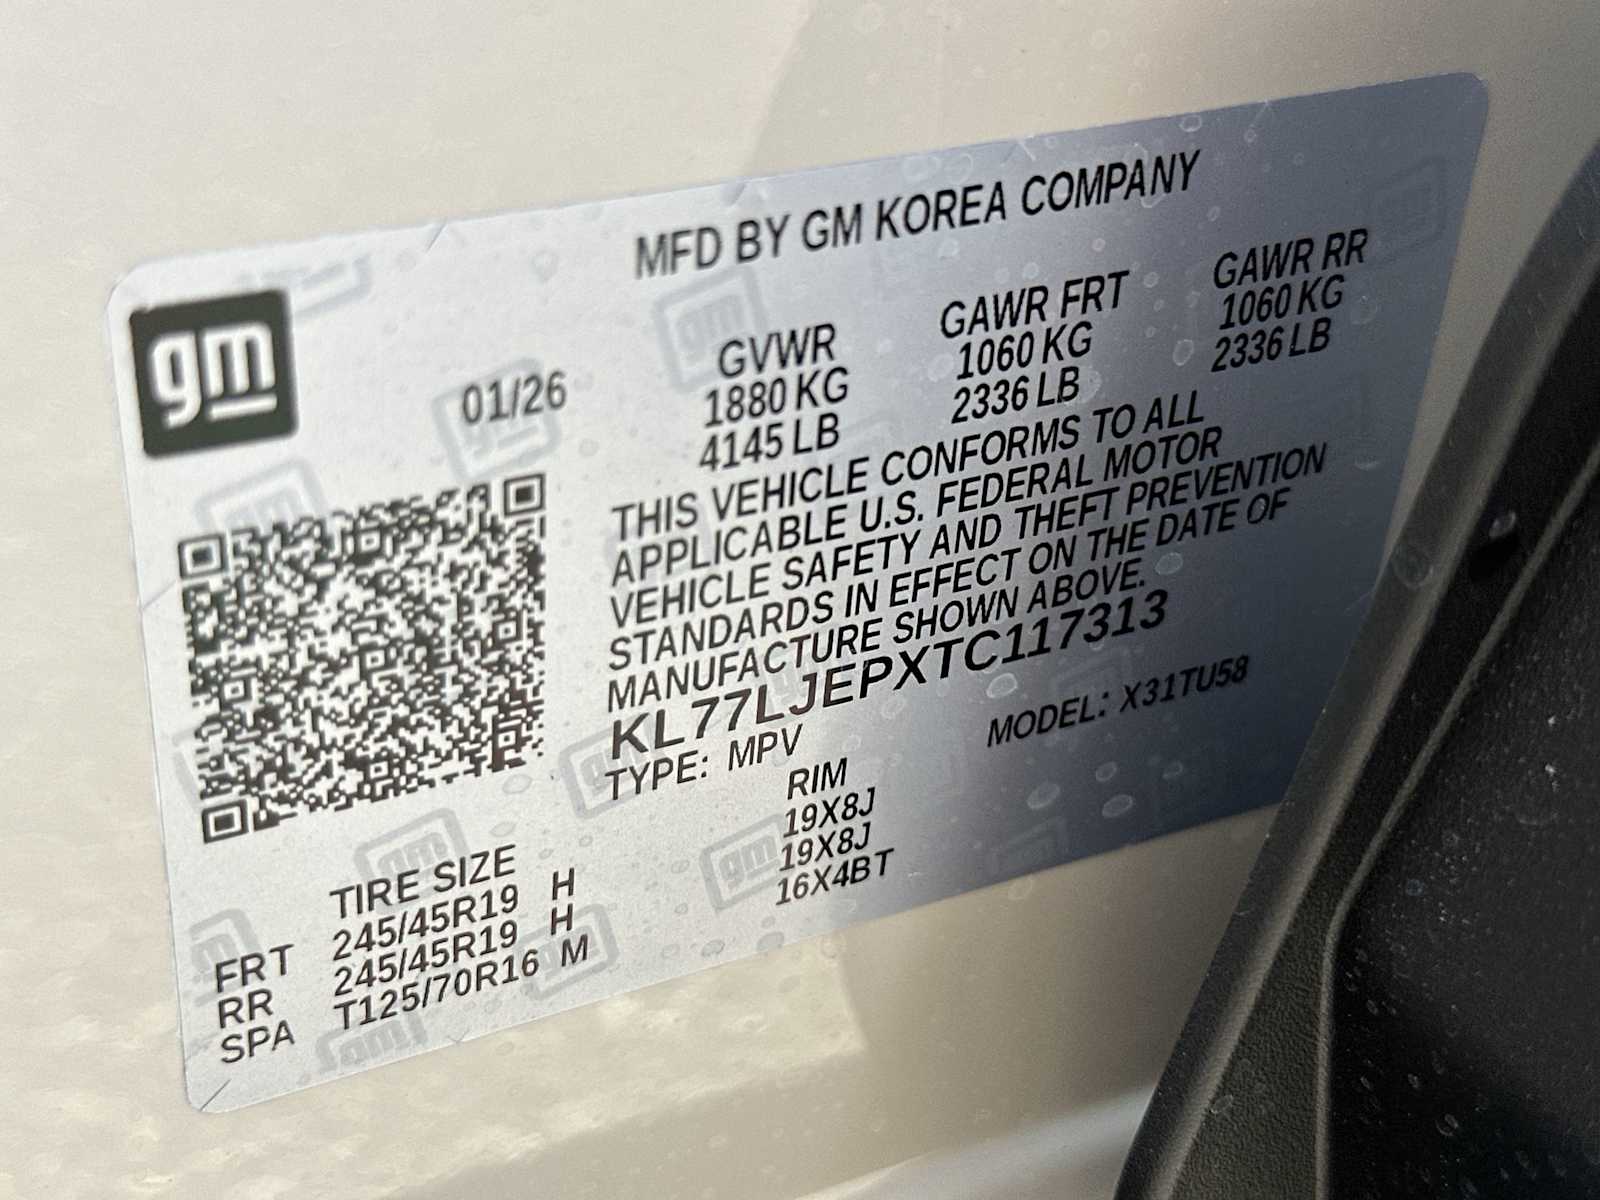 MFD BY GM KOREA COMPANY
gm
01/26
GVWR GAWR FRT GAWR RR
1880 KG 1060 KG 1060 KG
4145 LB 2336 LB 2336 LB
THIS VEHICLE CONFORMS TO ALL
APPLICABLE U.S. FEDERAL MOTOR
VEHICLE SAFETY AND THEFT PREVENTION
STANDARDS IN EFFECT ON THE DATE OF
MANUFACTURE SHOWN ABOVE.
KL77LJEPXTC117313
TYPE: MPV MODEL: X31TU58
TIRE SIZE RIM
FRT 245/45R19 H 19X8J
RR 245/45R19 H 19X8J
SPA T125/70R16 M 16X4BT